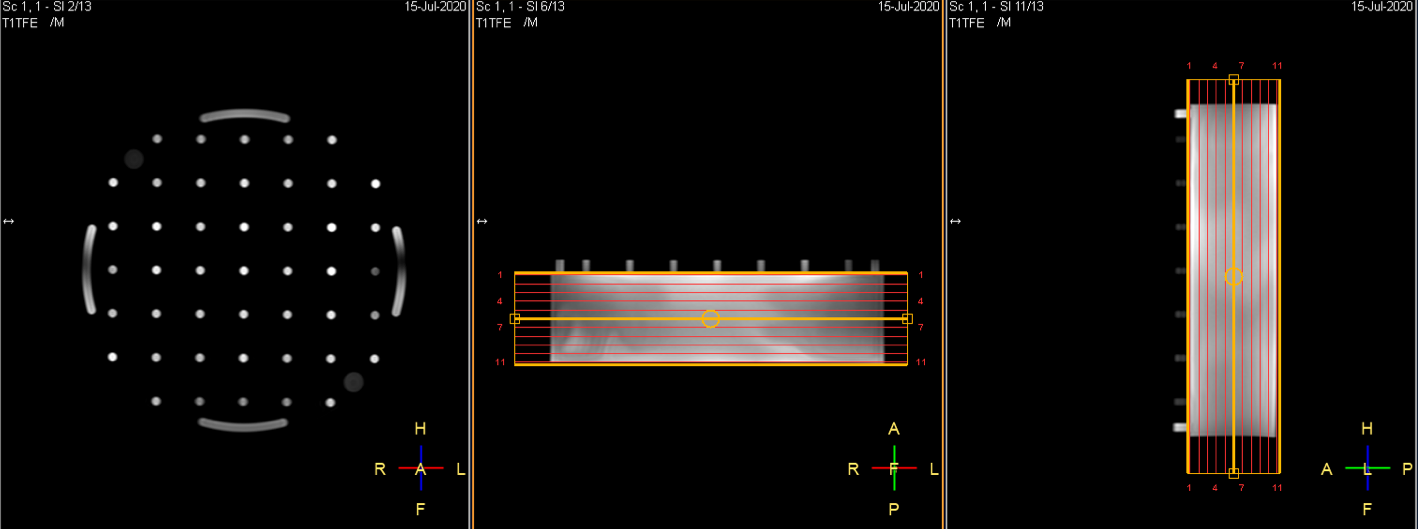 Sc 1, 1 - Sl 2/13 15-Jul-2020
T1TFE /M
H
R A L
F
Sc 1, 1 - Sl 6/13 15-Jul-2020
T1TFE /M
1 1
4 4
7 7
11 11
A
R F L
P
Sc 1, 1 - Sl 11/13 15-Jul-2020
T1TFE /M
1 4 7 11
1 4 7 11
H
A L P
F